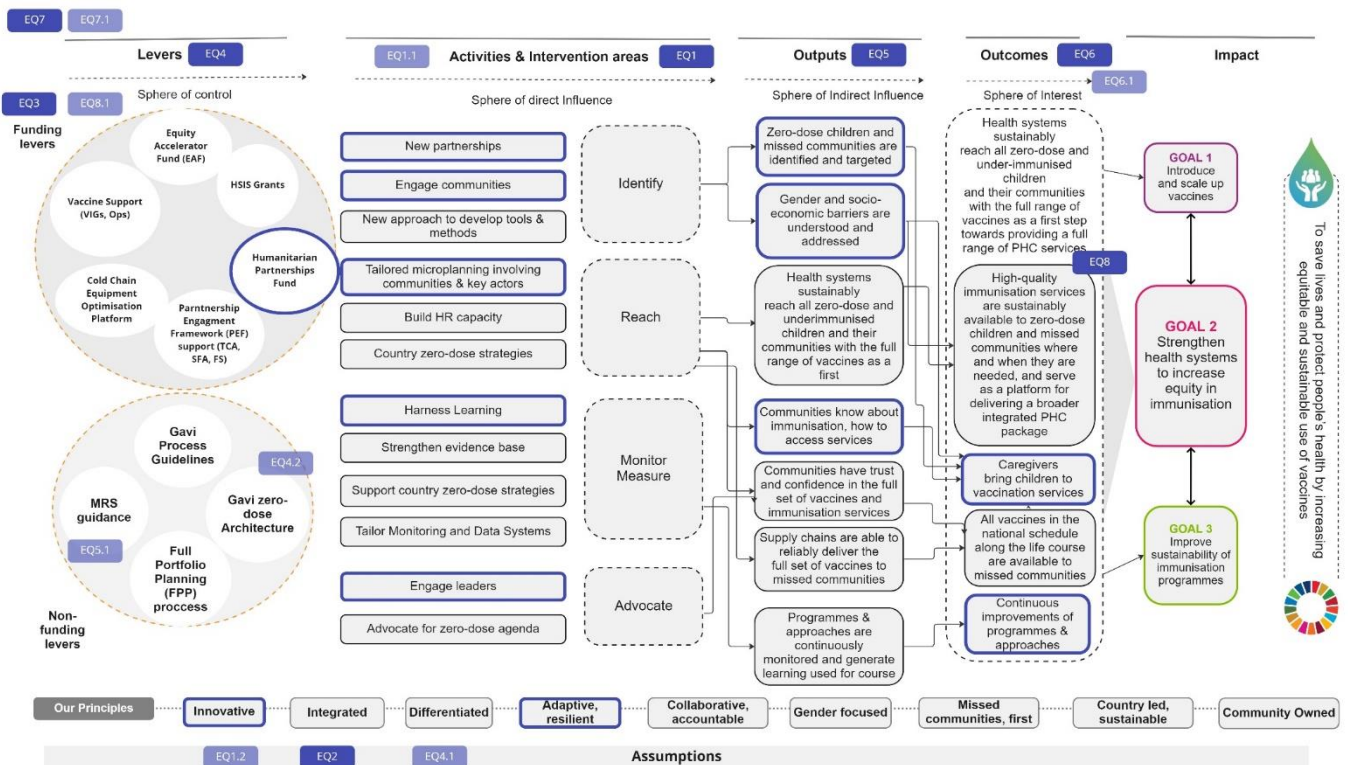 EQ7
EQ7.1
Levers
EQ4
EQ1.1
Activities & Intervention areas
EQ1
Outputs
EQ5
Outcomes
EQ6
Impact
EQ6.1
Sphere of control
Sphere of direct Influence
Sphere of Indirect Influence
Sphere of Interest
EQ3
EQ8.1
Funding
levers
Equity
Accelerator
Fund (EAF)
HSIS Grants
Vaccine Support
(VIGs, Ops)
Humanitarian
Partnerships
Fund
Cold Chain
Equipment
Optimisation
Platform
Parntnership
Engagment
Framework (PEF)
support (TCA,
SFA, FS)
Gavi
Process
Guidelines
EQ4.2
MRS
guidance
Gavi zero-
dose
Architecture
EQ5.1
Full
Portfolio
Planning
(FPP)
proccess
Non-
funding
levers
New partnerships
Engage communities
New approach to develop tools &
methods
Tailored microplanning involving
communities & key actors
Build HR capacity
Country zero-dose strategies
Harness Learning
Strengthen evidence base
Support country zero-dose strategies
Tailor Monitoring and Data Systems
Engage leaders
Advocate for zero-dose agenda
Identify
Reach
Monitor
Measure
Advocate
Zero-dose children and
missed communities are
identified and targeted
Gender and socio-
economic barriers are
understood and
addressed
Health systems
sustainably
reach all zero-dose and
underimmunised
children and their
communities with the full
range of vaccines as a
first
Communities know about
immunisation, how to
access services
Communities have trust
and confidence in the full
set of vaccines and
immunisation services
Supply chains are able to
reliably deliver the
full set of vaccines to
missed communities
Programmes &
approaches are
continuously
monitored and generate
learning used for course
Health systems
sustainably
reach all zero-dose and
under-immunised
children
and their communities
with the full range of
vaccines as a first step
towards providing a full
range of PHC services
EQ8
High-quality
immunisation services
are sustainably
available to zero-dose
children and missed
communities where
and when they are
needed, and serve
as a platform for
delivering a broader
integrated PHC
package
Caregivers
bring children to
vaccination services
All vaccines in the
national schedule
along the life course
are available to
missed communities
Continuous
improvements of
programmes &
approaches
GOAL 1
Introduce
and scale up
vaccines
GOAL 2
Strengthen
health systems
to increase
equity in
immunisation
GOAL 3
Improve
sustainability of
immunisation
programmes
To save lives and protect people's health by increasing
equitable and sustainable use of vaccines
Our Principles
Innovative
Integrated
Differentiated
Adaptive,
resilient
Collaborative,
accountable
Gender focused
Missed
communities, first
Country led,
sustainable
Community Owned
EQ1.2
EQ2
EQ4.1
Assumptions